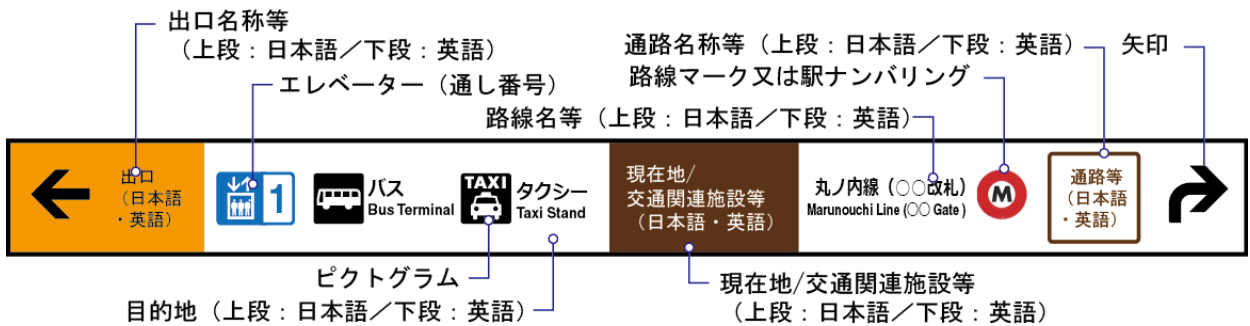 出口名称等
（上段：日本語／下段：英語）
エレベーター（通し番号）
通路名称等（上段：日本語／下段：英語）
矢印
路線マーク又は駅ナンバリング
路線名等（上段：日本語／下段：英語）
出口
（日本語
・英語）
1
バス
Bus Terminal
TAXI
タクシー
Taxi Stand
現在地/
交通関連施設等
（日本語・英語）
丸ノ内線（○○改札）
Marunouchi Line (○○ Gate)
M
通路等
（日本語
・英語）
ピクトグラム
目的地（上段：日本語/下段：英語）
現在地/交通関連施設等
（上段：日本語/下段：英語）